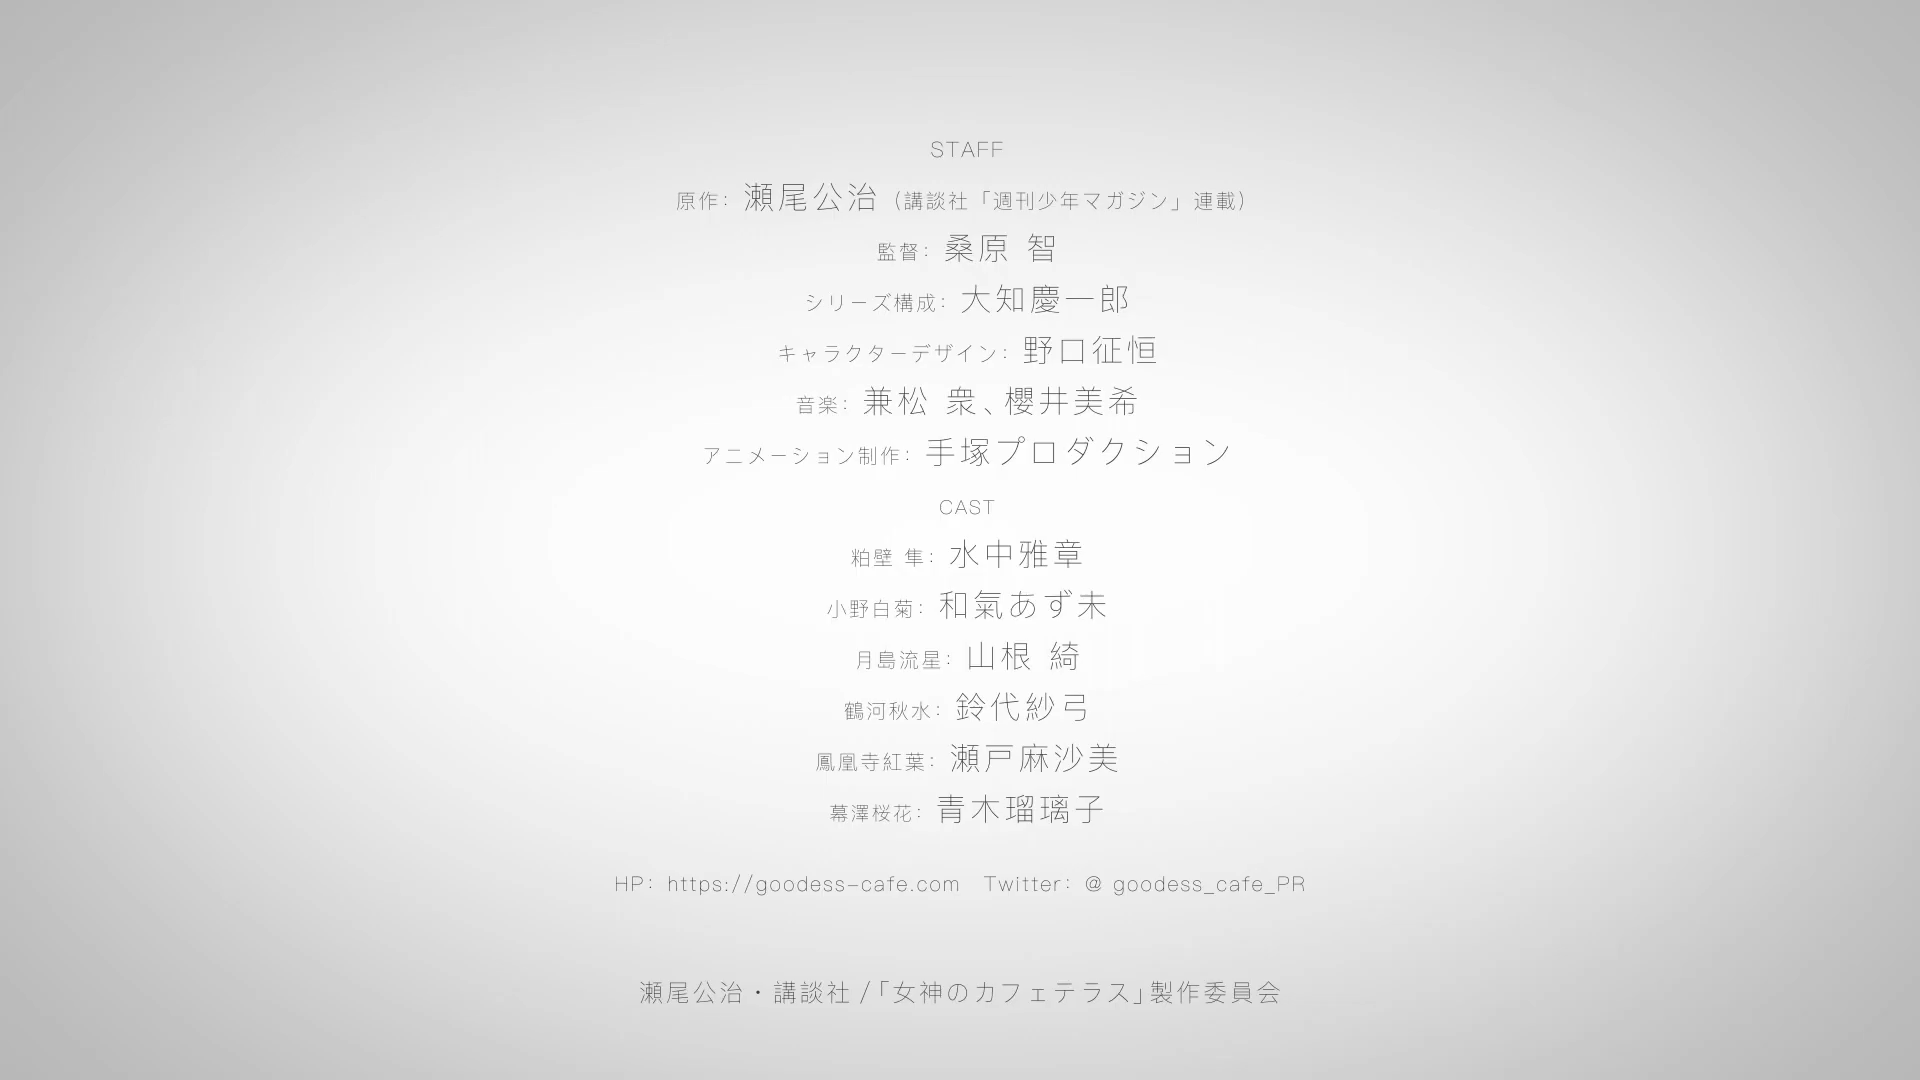 STAFF
原作: 瀬尾公治 (講談社「週刊少年マガジン」連載)
監督: 桑原 智
シリーズ構成: 大知慶一郎
キャラクターデザイン: 野口征恒
音楽: 兼松 衆、櫻井美希
アニメーション制作: 手塚プロダクション
CAST
粕壁 隼: 水中雅章
小野白菊: 和氣あず未
月島流星: 山根 綺
鶴河秋水: 鈴代紗弓
鳳凰寺紅葉: 瀬戸麻沙美
幕澤桜花: 青木瑠璃子
HP: https://goodess-cafe.com Twitter: @ goodess_cafe_PR
瀬尾公治・講談社 /「女神のカフェテラス」製作委員会